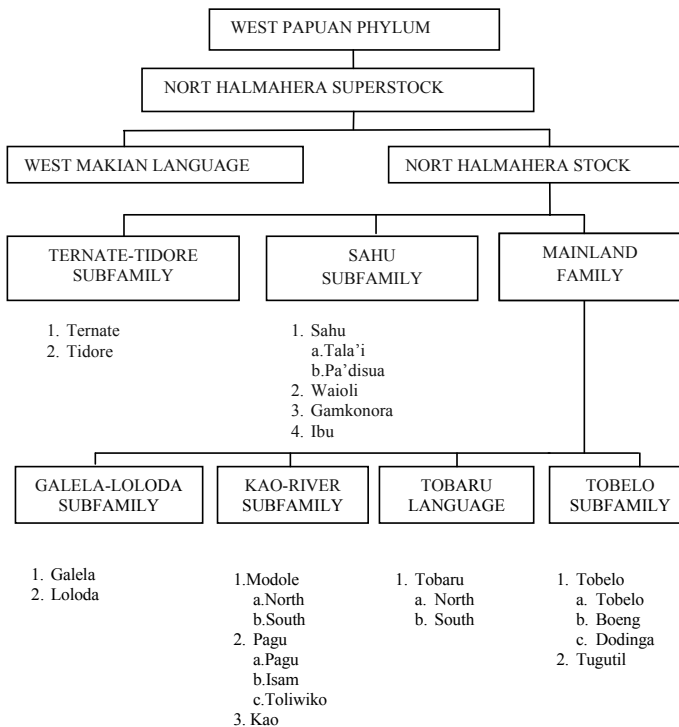 WEST PAPUAN PHYLUM
NORT HALMAHERA SUPERSTOCK
WEST MAKIAN LANGUAGE
NORT HALMAHERA STOCK
TERNATE-TIDORE
SUBFAMILY
1. Ternate
2. Tidore
SAHU
SUBFAMILY
1. Sahu
a.Tala’i
b.Pa’disua
2. Waioli
3. Gamkonora
4. Ibu
MAINLAND
FAMILY
GALELA-LOLODA
SUBFAMILY
1. Galela
2. Loloda
KAO-RIVER
SUBFAMILY
1.Modole
a.North
b.South
2. Pagu
a.Pagu
b.Isam
c.Toliwiko
3. Kao
TOBARU
LANGUAGE
1. Tobaru
a. North
b. South
TOBELO
SUBFAMILY
1. Tobelo
a. Tobelo
b. Boeng
c. Dodinga
2. Tugutil